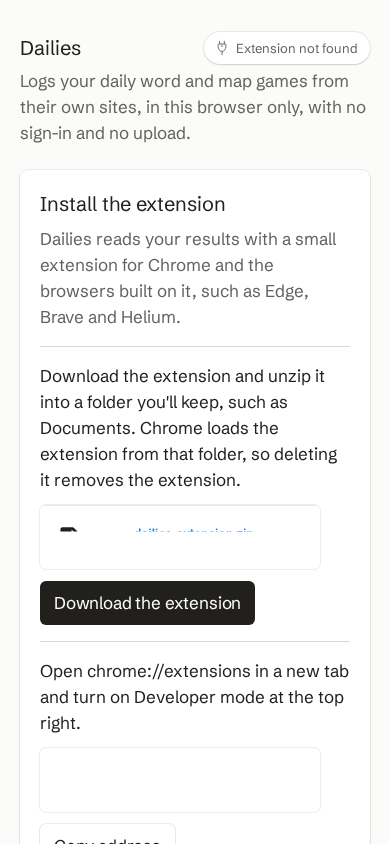 Dailies
Extension not found
Logs your daily word and map games from
their own sites, in this browser only, with no
sign-in and no upload.
Install the extension
Dailies reads your results with a small
extension for Chrome and the
browsers built on it, such as Edge,
Brave and Helium.
Download the extension and unzip it
into a folder you'll keep, such as
Documents. Chrome loads the
extension from that folder, so deleting
it removes the extension.
Download the extension
Open chrome://extensions in a new tab
and turn on Developer mode at the top
right.
Copy address